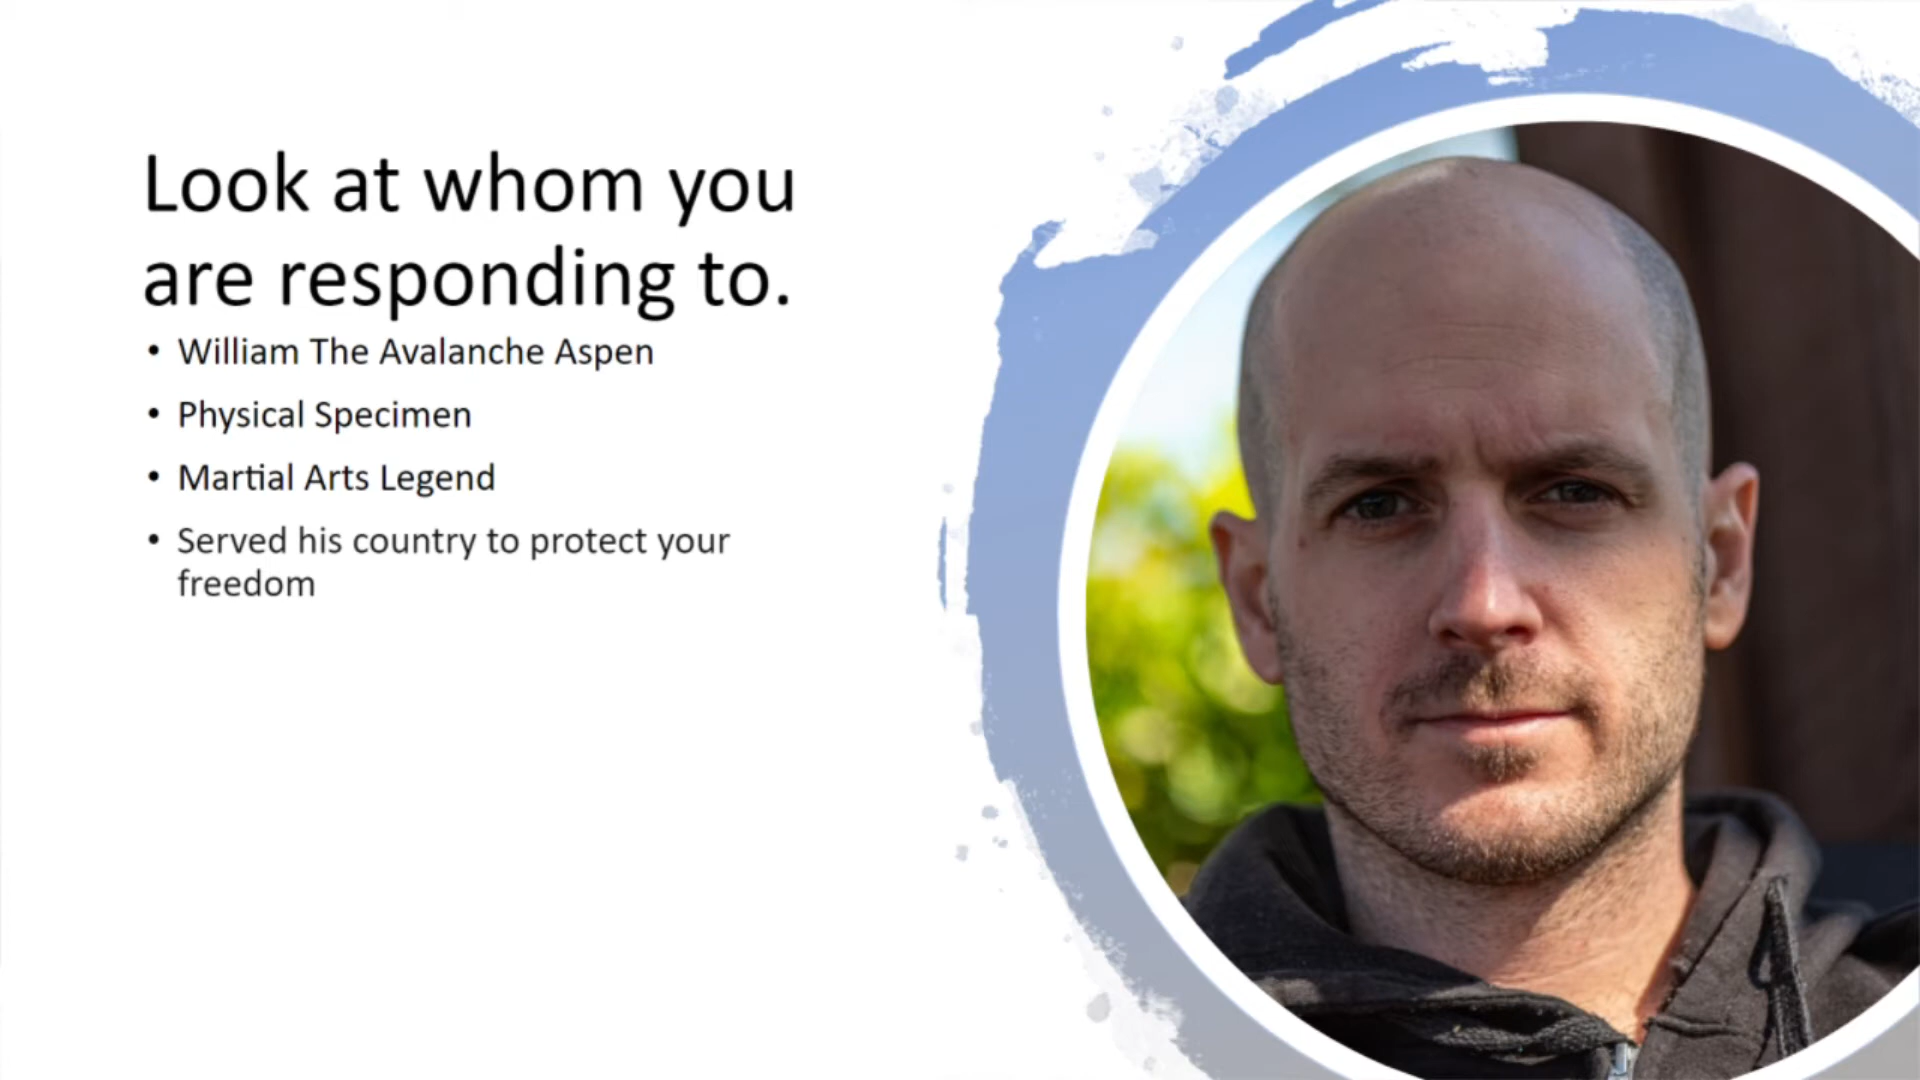 Look at whom you
are responding to.
• William The Avalanche Aspen
• Physical Specimen
• Martial Arts Legend
• Served his country to protect your
freedom